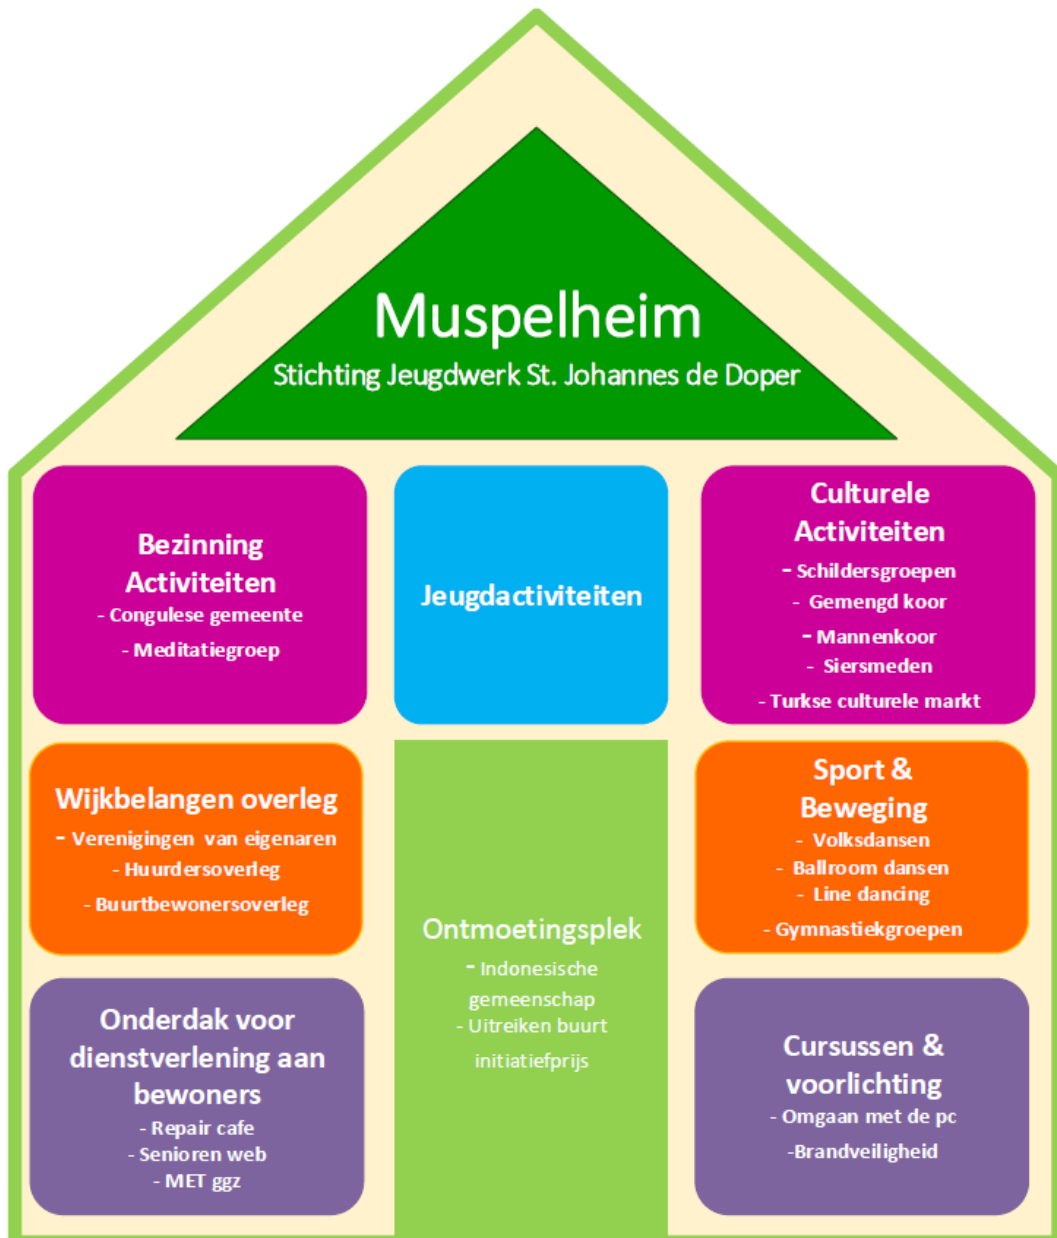 Muspelheim
Stichting Jeugdwerk St. Johannes de Doper
Bezinning
Activiteiten
- Congulese gemeente
- Meditatiegroep
Jeugdactiviteiten
Culturele
Activiteiten
- Schildersgroepen
- Gemengd koor
- Mannenkoor
- Siersmeden
- Turkse culturele markt
Wijkbelangen overleg
- Verenigingen van eigenaren
- Huurdersoverleg
- Buurtbewonersoverleg
Ontmoetingsplek
- Indonesische
gemeenschap
- Uitreiken buurt
initiatiefprijs
Sport &
Beweging
- Volksdansen
- Ballroom dansen
- Line dancing
- Gymnastiekgroepen
Onderdak voor
dienstverlening aan
bewoners
- Repair cafe
- Senioren web
- MET ggz
Cursussen &
voorlichting
- Omgaan met de pc
-Brandveiligheid